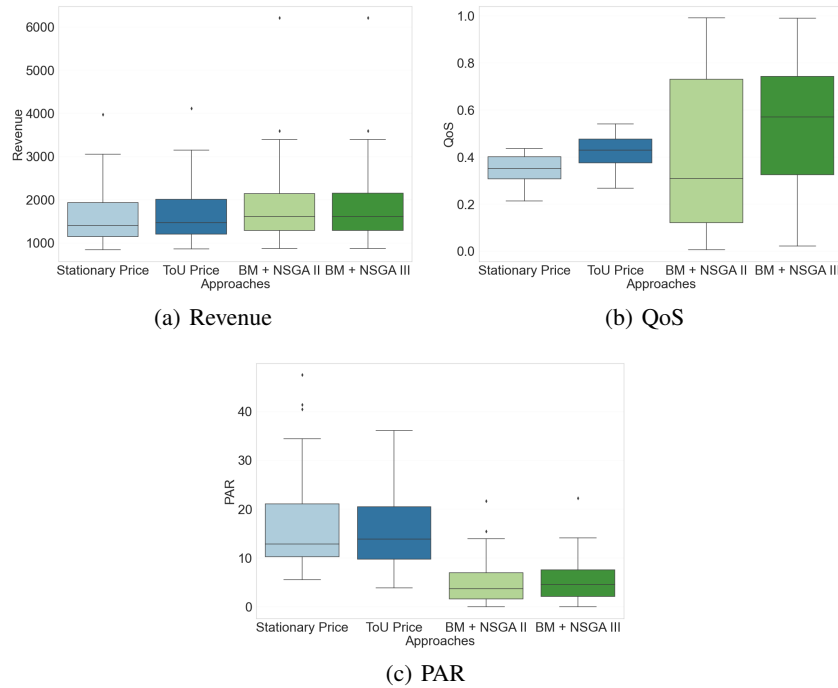 6000
5000
4000
3000
2000
1000
Revenue
Stationary Price ToU Price BM + NSGA II BM + NSGA III
Approaches
(a) Revenue
1.0
0.8
0.6
0.4
0.2
0.0
QoS
Stationary Price ToU Price BM + NSGA II BM + NSGA III
Approaches
(b) QoS
40
30
20
10
0
PAR
Stationary Price ToU Price BM + NSGA II BM + NSGA III
Approaches
(c) PAR